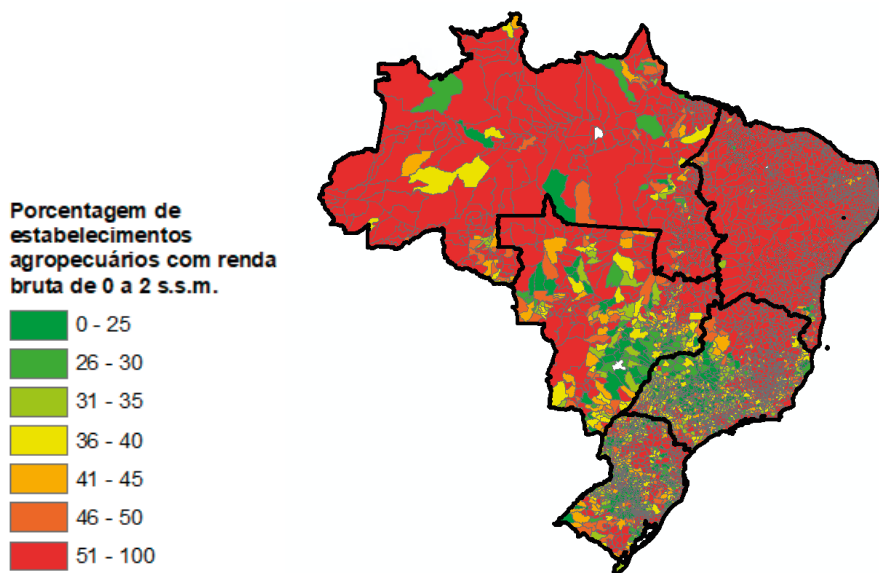 Porcentagem de
estabelecimentos
agropecuários com renda
bruta de 0 a 2 s.s.m.
0 - 25
26 - 30
31 - 35
36 - 40
41 - 45
46 - 50
51 - 100